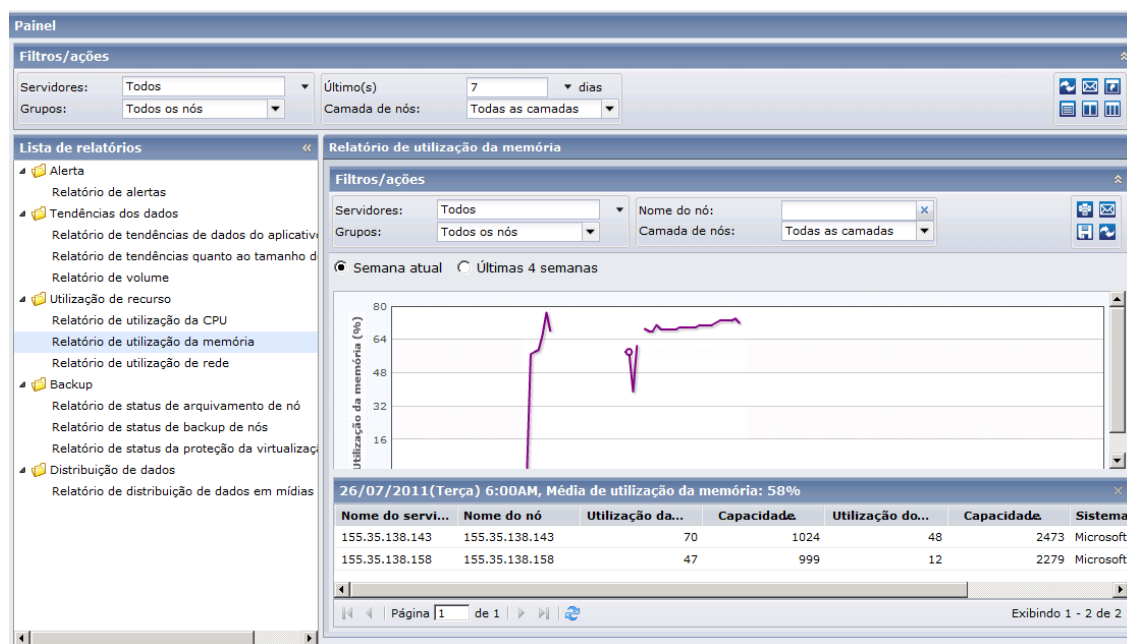 Painel
Filtros/ações
Servidores: Todos Último(s) 7 dias
Grupos: Todos os nós Camada de nós: Todas as camadas
Lista de relatórios
Alerta
Relatório de alertas
Tendências dos dados
Relatório de tendências de dados do aplicativo
Relatório de tendências quanto ao tamanho d
Relatório de volume
Utilização de recurso
Relatório de utilização da CPU
Relatório de utilização da memória
Relatório de utilização de rede
Backup
Relatório de status de arquivamento de nó
Relatório de status de backup de nós
Relatório de status da proteção da virtualizaç
Distribuição de dados
Relatório de distribuição de dados em mídias
Relatório de utilização da memória
Filtros/ações
Servidores: Todos Nome do nó:
Grupos: Todos os nós Camada de nós: Todas as camadas
Semana atual Últimas 4 semanas
Utilização da memória (%)
80
64
48
32
16
26/07/2011(Terça) 6:00AM, Média de utilização da memória: 58%
Nome do servi... Nome do nó Utilização da... Capacidade Utilização do... Capacidade Sistema
155.35.138.143 155.35.138.143 70 1024 48 2473 Microsoft
155.35.138.158 155.35.138.158 47 999 12 2279 Microsoft
Página 1 de 1 Exibindo 1 - 2 de 2